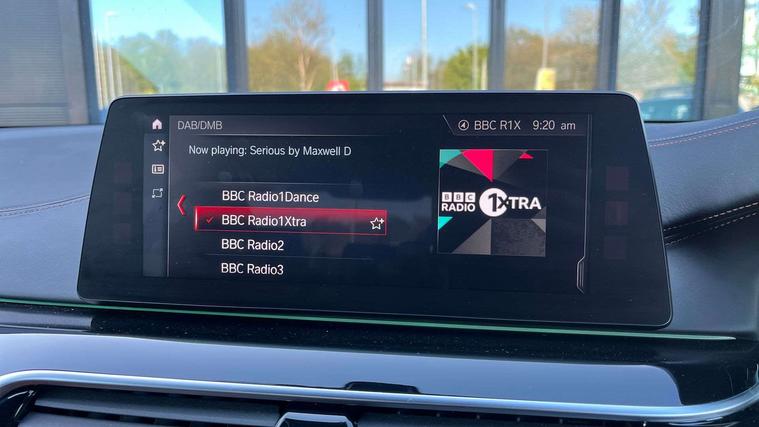 DAB/DMB
BBC R1X 9:20 am
Now playing: Serious by Maxwell D
BBC Radio1Dance
BBC Radio1Xtra
BBC Radio2
BBC Radio3
BBC
RADIO
1XTRA